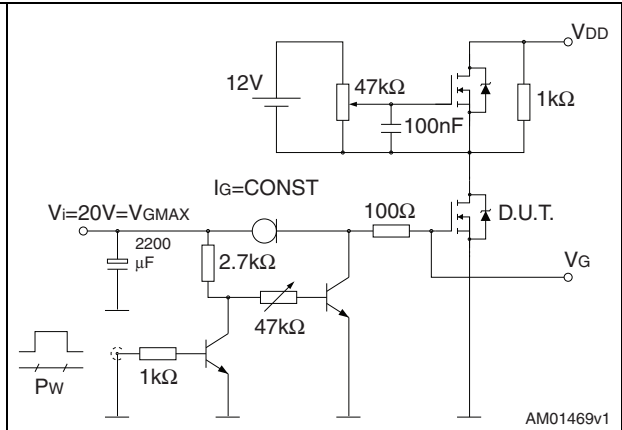 VDD
12V
47kΩ
1kΩ
100nF
IG=CONST
Vi=20V=VGMAX
100Ω
D.U.T.
2200
μF
2.7kΩ
VG
47kΩ
1kΩ
PW
AM01469v1